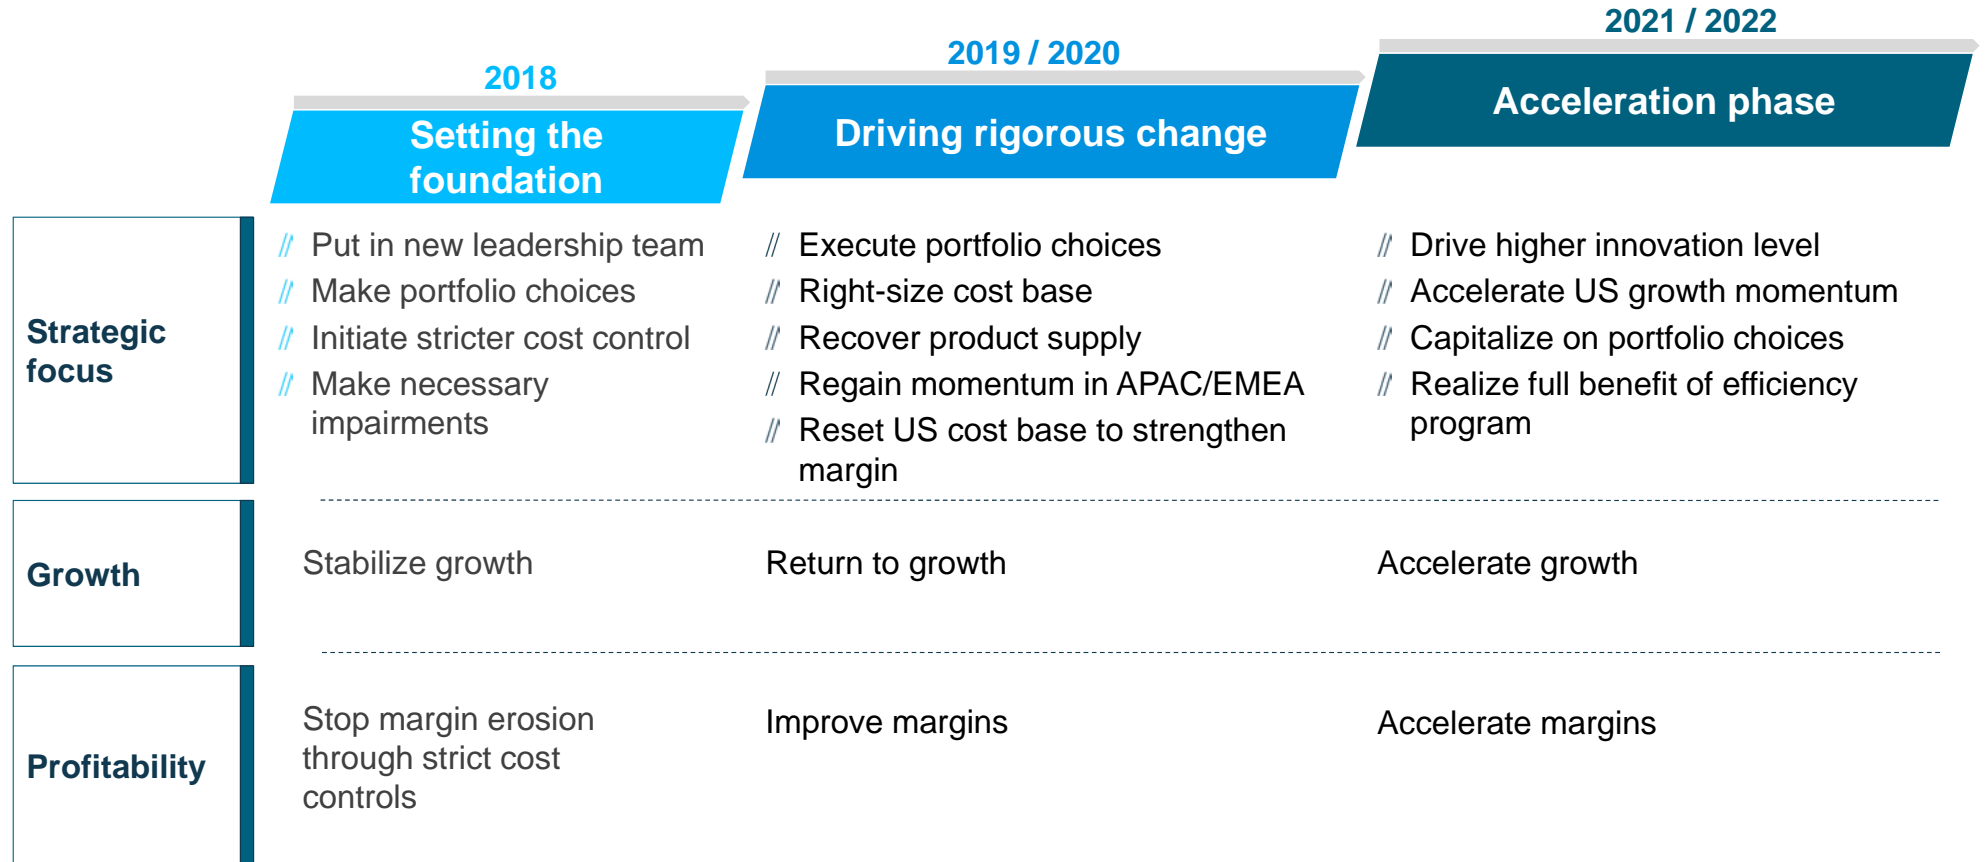 2018
Setting the
foundation
2019 / 2020
Driving rigorous change
2021 / 2022
Acceleration phase
Strategic
focus
// Put in new leadership team
// Make portfolio choices
// Initiate stricter cost control
// Make necessary
impairments
// Execute portfolio choices
// Right-size cost base
// Recover product supply
// Regain momentum in APAC/EMEA
// Reset US cost base to strengthen
margin
// Drive higher innovation level
// Accelerate US growth momentum
// Capitalize on portfolio choices
// Realize full benefit of efficiency
program
Growth
Stabilize growth
Return to growth
Accelerate growth
Profitability
Stop margin erosion
through strict cost
controls
Improve margins
Accelerate margins